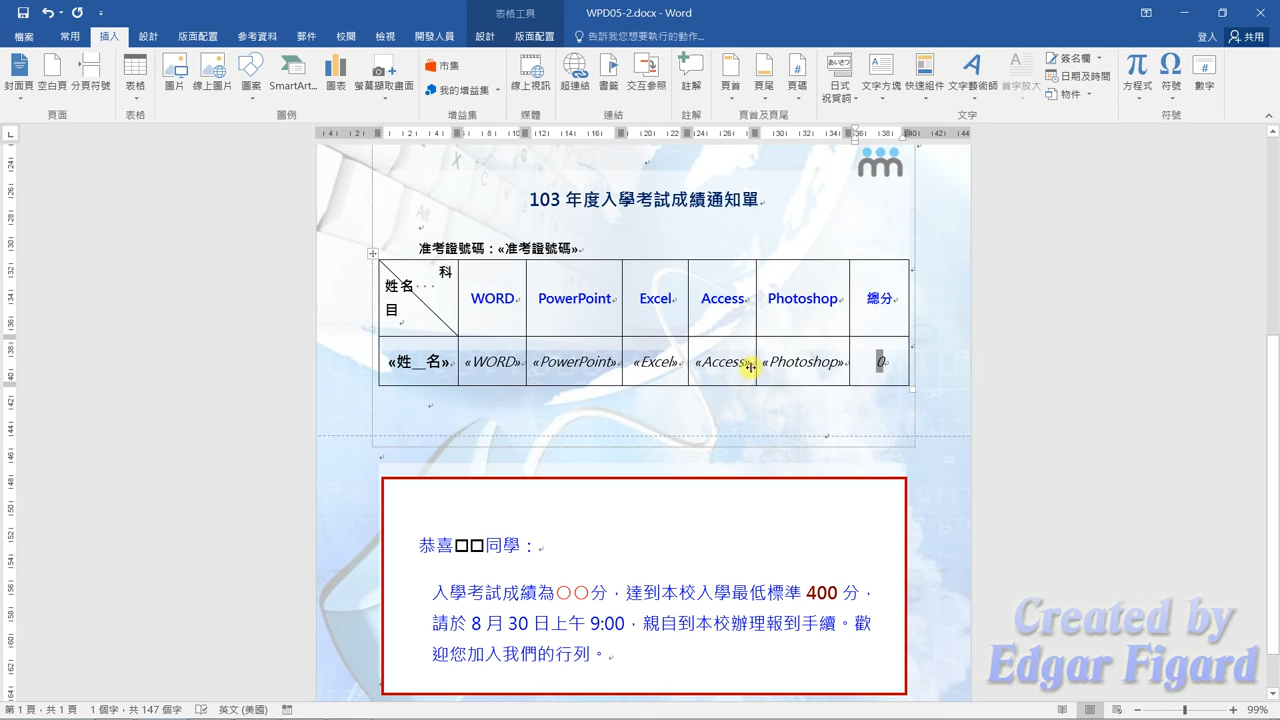 表格工具
WPD05-2.docx - Word
檔案 常用 插入 設計 版面配置 參考資料 郵件 校閱 檢視 開發人員 設計 版面配置 告訴我您想要執行的動作... 登入 共用
封面頁 空白頁 分頁符號 表格 圖片 線上圖片 圖案 SmartArt... 圖表 螢幕擷取畫面 市集 我的增益集 線上視訊 超連結 書籤 交互參照 註解 頁首 頁尾 頁碼 日式祝賀詞 文字方塊 快速組件 文字藝術師 首字放大 簽名欄 日期及時間 物件 方程式 符號 數字
頁面 表格 圖例 增益集 媒體 連結 註解 頁首及頁尾 文字 符號
103 年度入學考試成績通知單
准考證號碼：«准考證號碼»
科
姓名
目
WORD PowerPoint Excel Access Photoshop 總分
«姓__名» «WORD» «PowerPoint» «Excel» «Access» «Photoshop» 0
恭喜□□同學：
入學考試成績為○○分，達到本校入學最低標準 400 分，
請於 8 月 30 日上午 9:00，親自到本校辦理報到手續。歡
迎您加入我們的行列。
Created by
Edgar Figard
第 1 頁，共 1 頁 1 個字，共 147 個字 英文 (美國) 99%